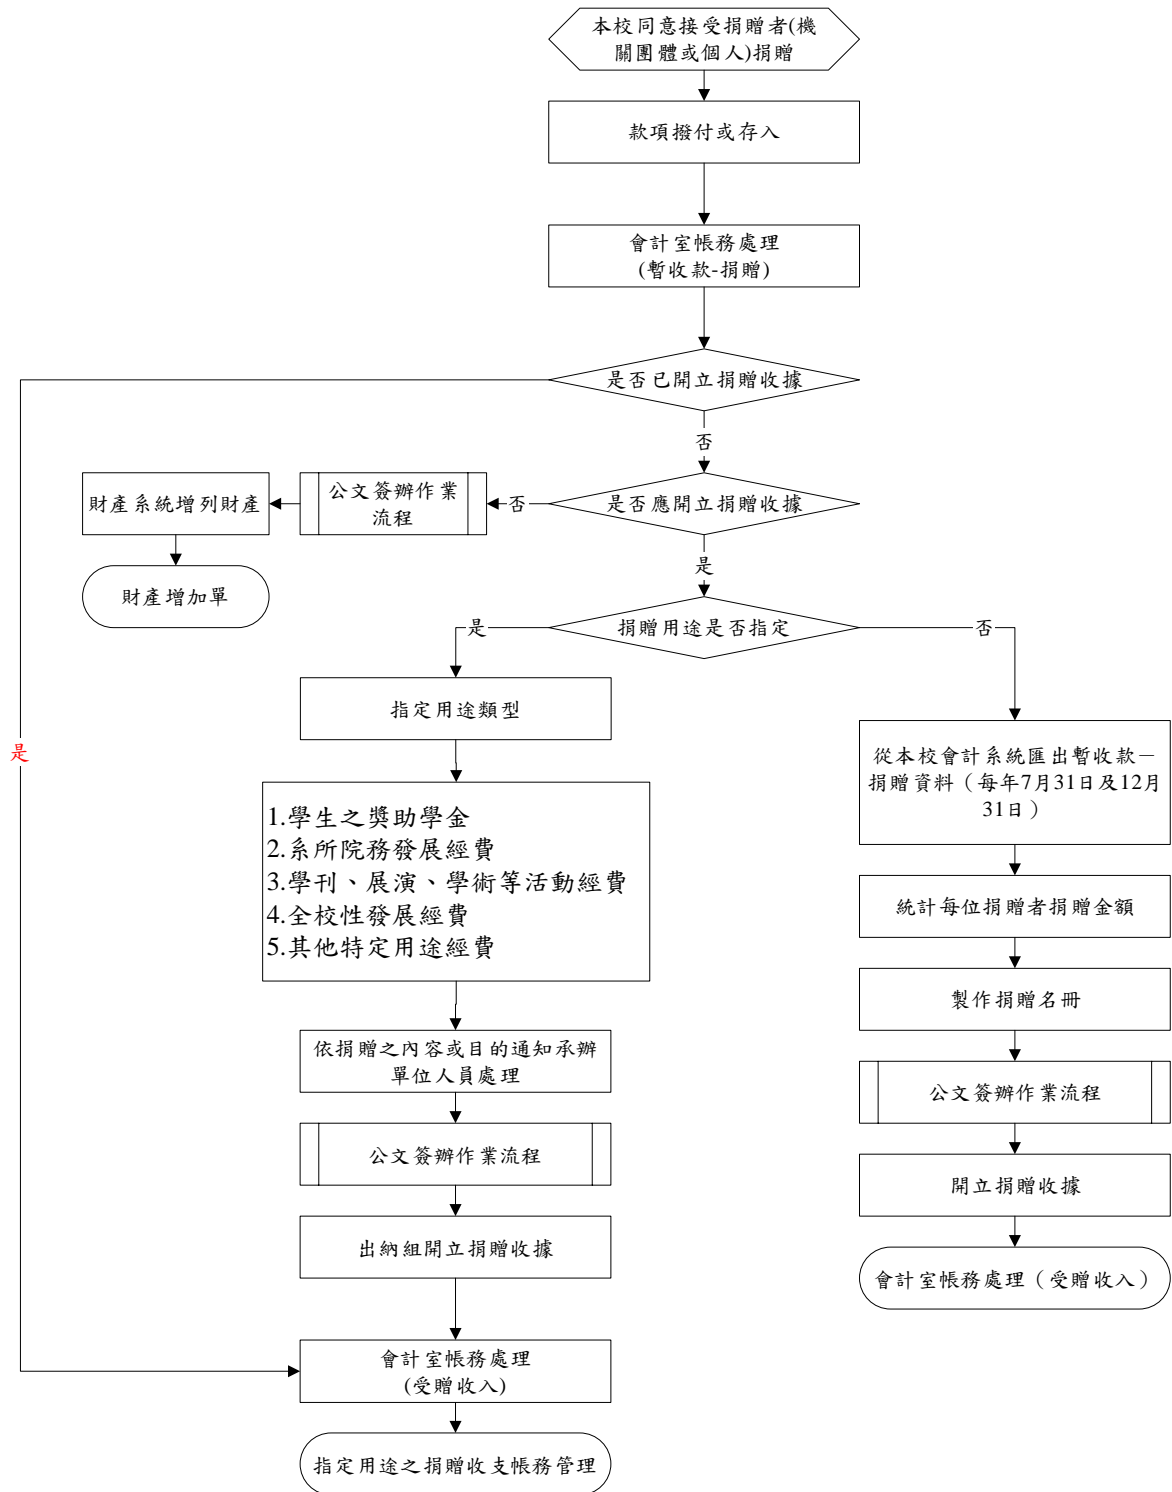 本校同意接受捐贈者(機
關團體或個人)捐贈
款項撥付或存入
會計室帳務處理
(暫收款-捐贈)
是否已開立捐贈收據
否
是否應開立捐贈收據
否
公文簽辦作業
流程
財產系統增列財產
財產增加單
是
捐贈用途是否指定
是
否
指定用途類型
是
1.學生之獎助學金
2.系所院務發展經費
3.學刊、展演、學術等活動經費
4.全校性發展經費
5.其他特定用途經費
依捐贈之內容或目的通知承辦
單位人員處理
公文簽辦作業流程
出納組開立捐贈收據
會計室帳務處理
(受贈收入)
指定用途之捐贈收支帳務管理
從本校會計系統匯出暫收款－
捐贈資料（每年7月31日及12月
31日）
統計每位捐贈者捐贈金額
製作捐贈名冊
公文簽辦作業流程
開立捐贈收據
會計室帳務處理（受贈收入）